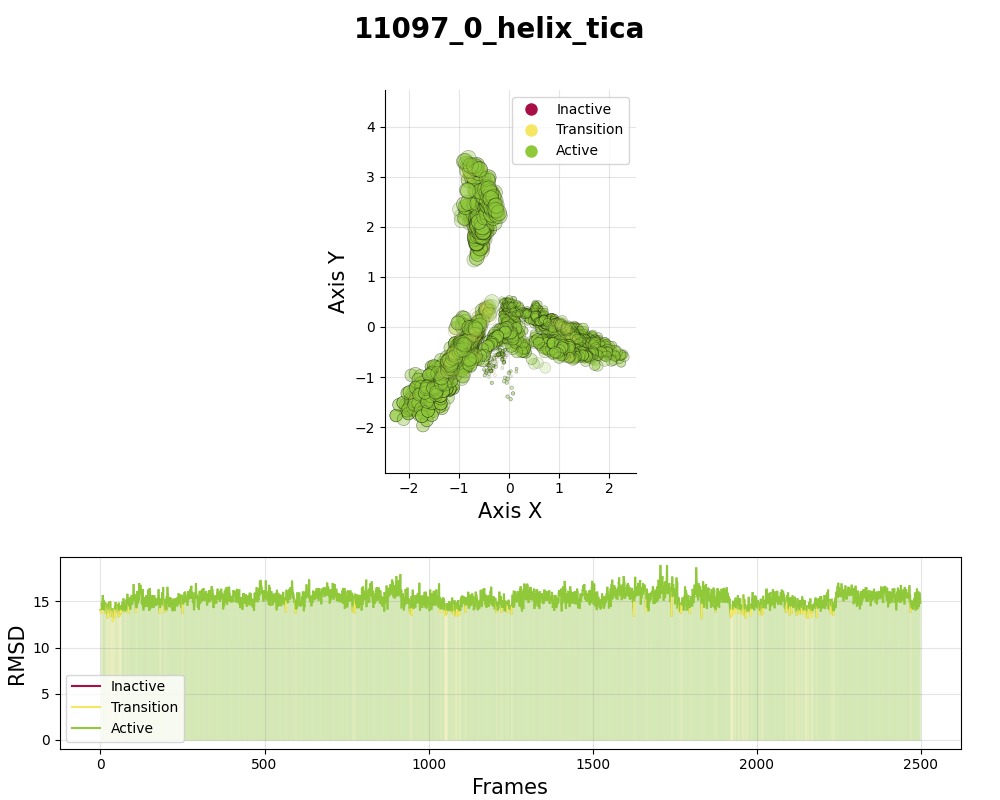 11097_0_helix_tica
Inactive
Transition
Active
4
3
2
1
0
−1
−2
Axis Y
−2 −1 0 1 2
Axis X
15
10
5
0
RMSD
Inactive
Transition
Active
0 500 1000 1500 2000 2500
Frames